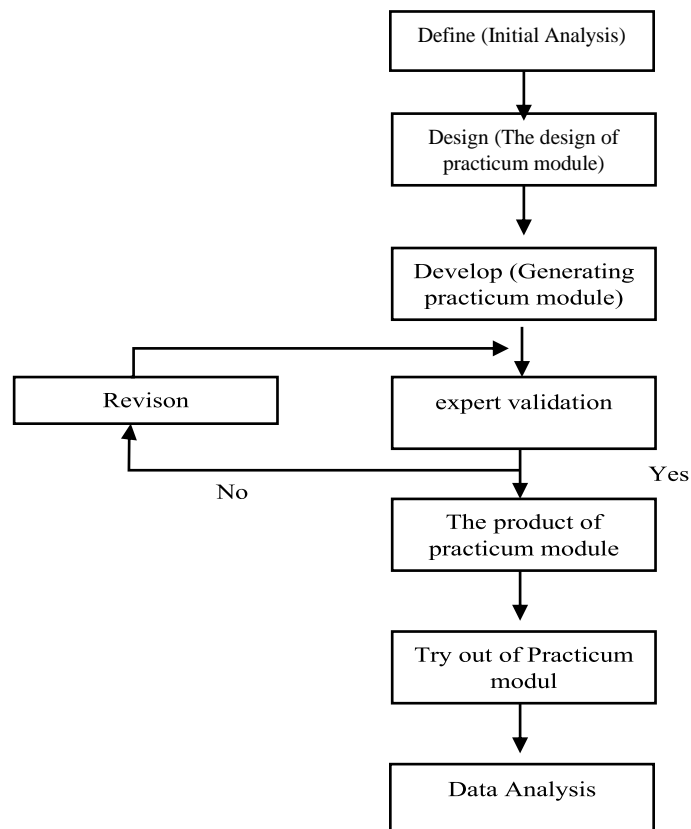 Define (Initial Analysis)
Design (The design of
practicum module)
Develop (Generating
practicum module)
Revison
expert validation
No
Yes
The product of
practicum module
Try out of Practicum
modul
Data Analysis